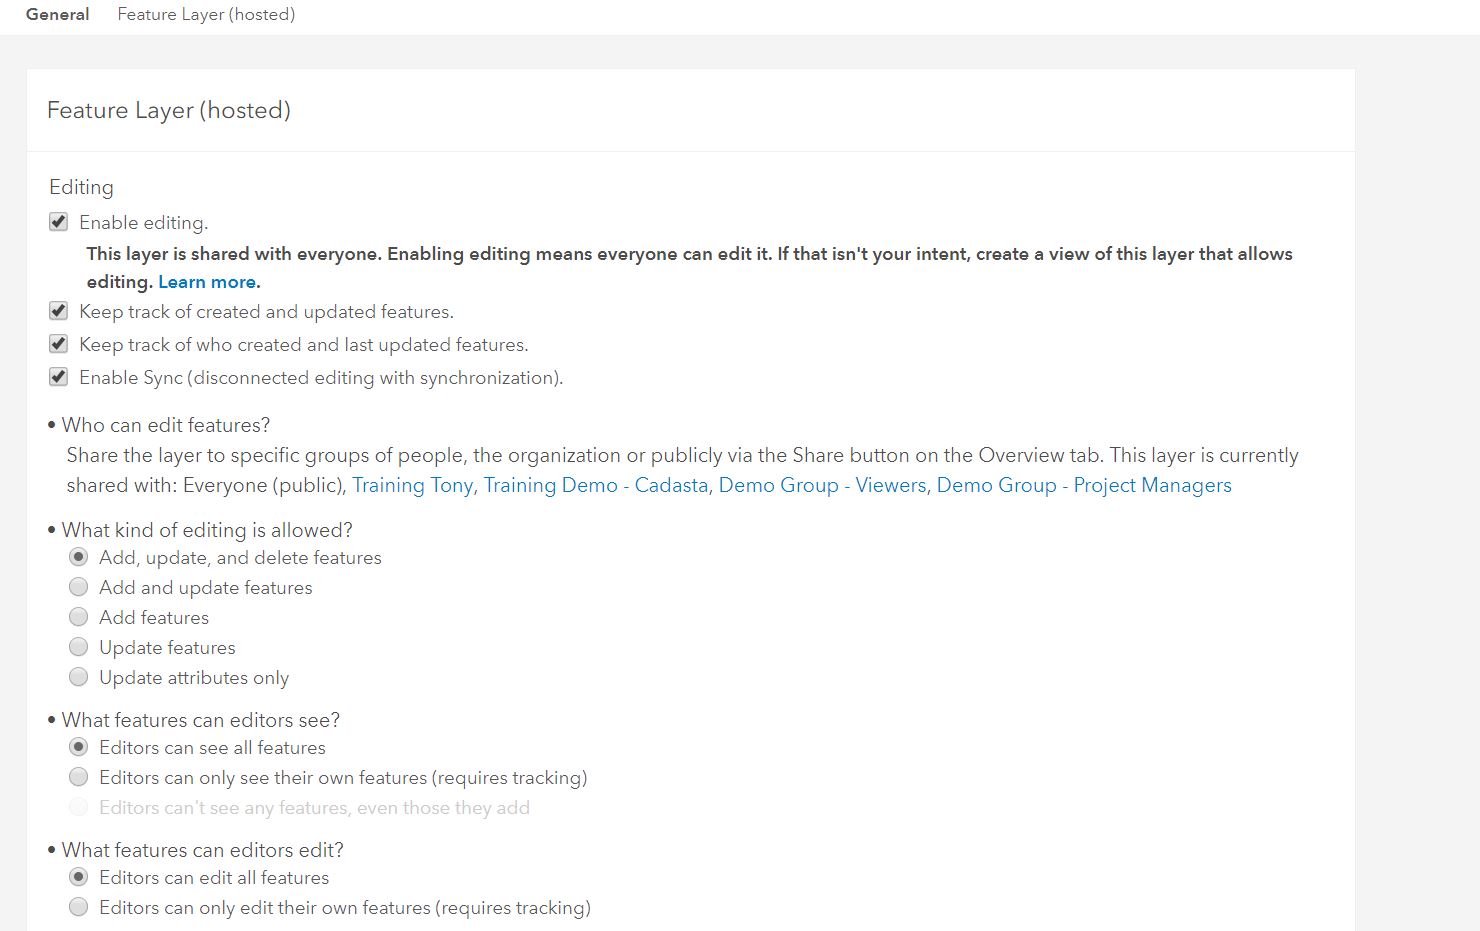 General Feature Layer (hosted)
Feature Layer (hosted)
Editing
Enable editing.
This layer is shared with everyone. Enabling editing means everyone can edit it. If that isn't your intent, create a view of this layer that allows
editing. Learn more.
Keep track of created and updated features.
Keep track of who created and last updated features.
Enable Sync (disconnected editing with synchronization).
• Who can edit features?
Share the layer to specific groups of people, the organization or publicly via the Share button on the Overview tab. This layer is currently
shared with: Everyone (public), Training Tony, Training Demo - Cadasta, Demo Group - Viewers, Demo Group - Project Managers
• What kind of editing is allowed?
Add, update, and delete features
Add and update features
Add features
Update features
Update attributes only
• What features can editors see?
Editors can see all features
Editors can only see their own features (requires tracking)
Editors can't see any features, even those they add
• What features can editors edit?
Editors can edit all features
Editors can only edit their own features (requires tracking)